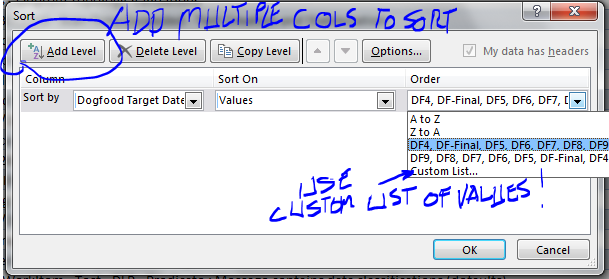 Sort
ADD MULTIPLE COLS TO SORT
Add Level Delete Level Copy Level Options... My data has headers
Column Sort On Order
Sort by Dogfood Target Date Values DF4, DF-Final, DF5, DF6, DF7, D
A to Z
Z to A
DF4, DF-Final, DF5, DF6, DF7, DF8, DF9
DF9, DF8, DF7, DF6, DF5, DF-Final, DF4
Custom List...
USE
CUSTOM LIST OF VALUES!
OK Cancel